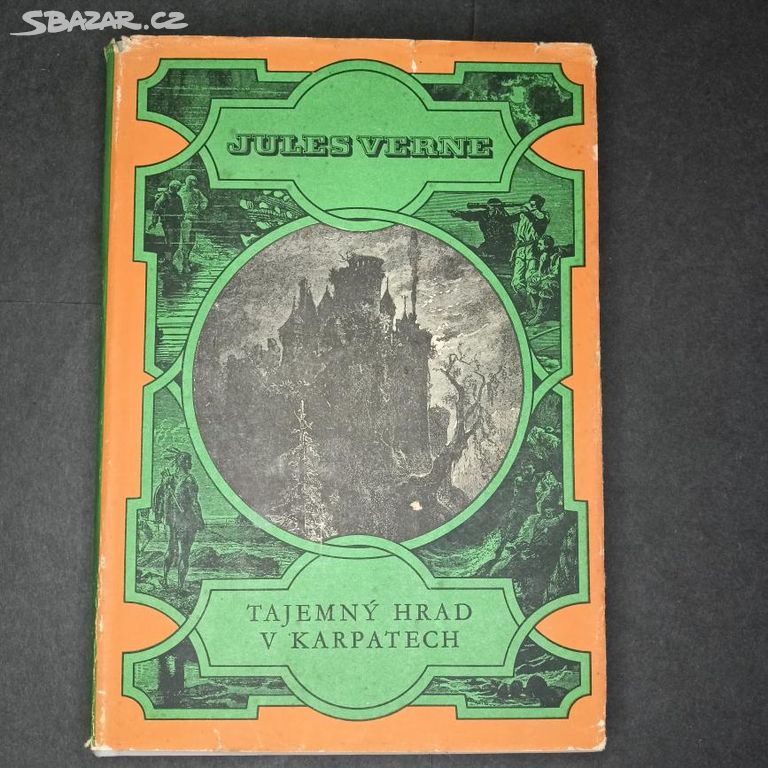 SBAZAR.CZ
JULES VERNE
TAJEMNÝ HRAD
V KARPATECH